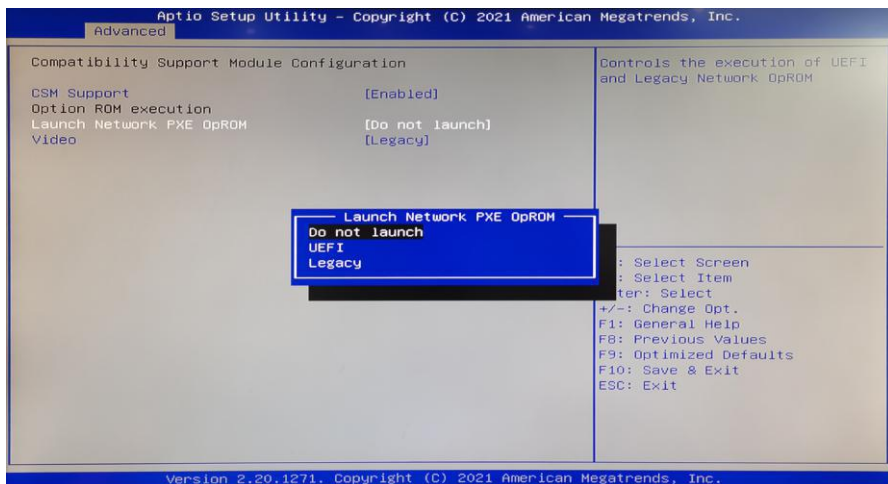 Aptio Setup Utility – Copyright (C) 2021 American Megatrends, Inc.
Advanced
Compatibility Support Module Configuration
CSM Support [Enabled]
Option ROM execution
Launch Network PXE OpROM [Do not launch]
Video [Legacy]
Controls the execution of UEFI
and Legacy Network OpROM
Launch Network PXE OpROM
Do not launch
UEFI
Legacy
: Select Screen
: Select Item
ter: Select
+/-: Change Opt.
F1: General Help
F8: Previous Values
F9: Optimized Defaults
F10: Save & Exit
ESC: Exit
Version 2.20.1271. Copyright (C) 2021 American Megatrends, Inc.